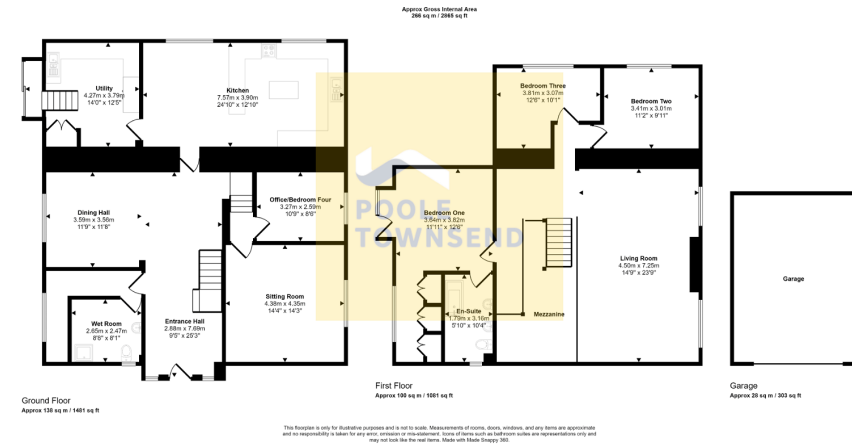 Approx Gross Internal Area
266 sq m / 2865 sq ft
Utility
4.27m x 3.79m
14'0" x 12'5"
Kitchen
7.57m x 3.90m
24'10" x 12'10"
Bedroom Three
3.81m x 3.07m
12'6" x 10'1"
Bedroom Two
3.41m x 3.01m
11'2" x 9'11"
Dining Hall
3.59m x 3.56m
11'9" x 11'8"
Office/Bedroom Four
3.27m x 2.59m
10'9" x 8'6"
POOLE
TOWNSEND
Bedroom One
3.64m x 3.82m
11'11" x 12'6"
Living Room
4.50m x 7.25m
14'9" x 23'9"
Garage
Sitting Room
4.38m x 4.35m
14'4" x 14'3"
Entrance Hall
2.88m x 7.69m
9'5" x 25'3"
Wet Room
2.65m x 2.47m
8'8" x 8'1"
En-Suite
1.79m x 3.16m
5'10" x 10'4"
Mezzanine
Ground Floor
Approx 138 sq m / 1481 sq ft
First Floor
Approx 100 sq m / 1081 sq ft
Garage
Approx 28 sq m / 303 sq ft
This floorplan is only for illustrative purposes and is not to scale. Measurements of rooms, doors, windows, and any items are approximate
and no responsibility is taken for any error, omission or mis-statement. Icons of items such as bathroom suites are representations only and
may not look like the real items. Made with Made Snappy 360.